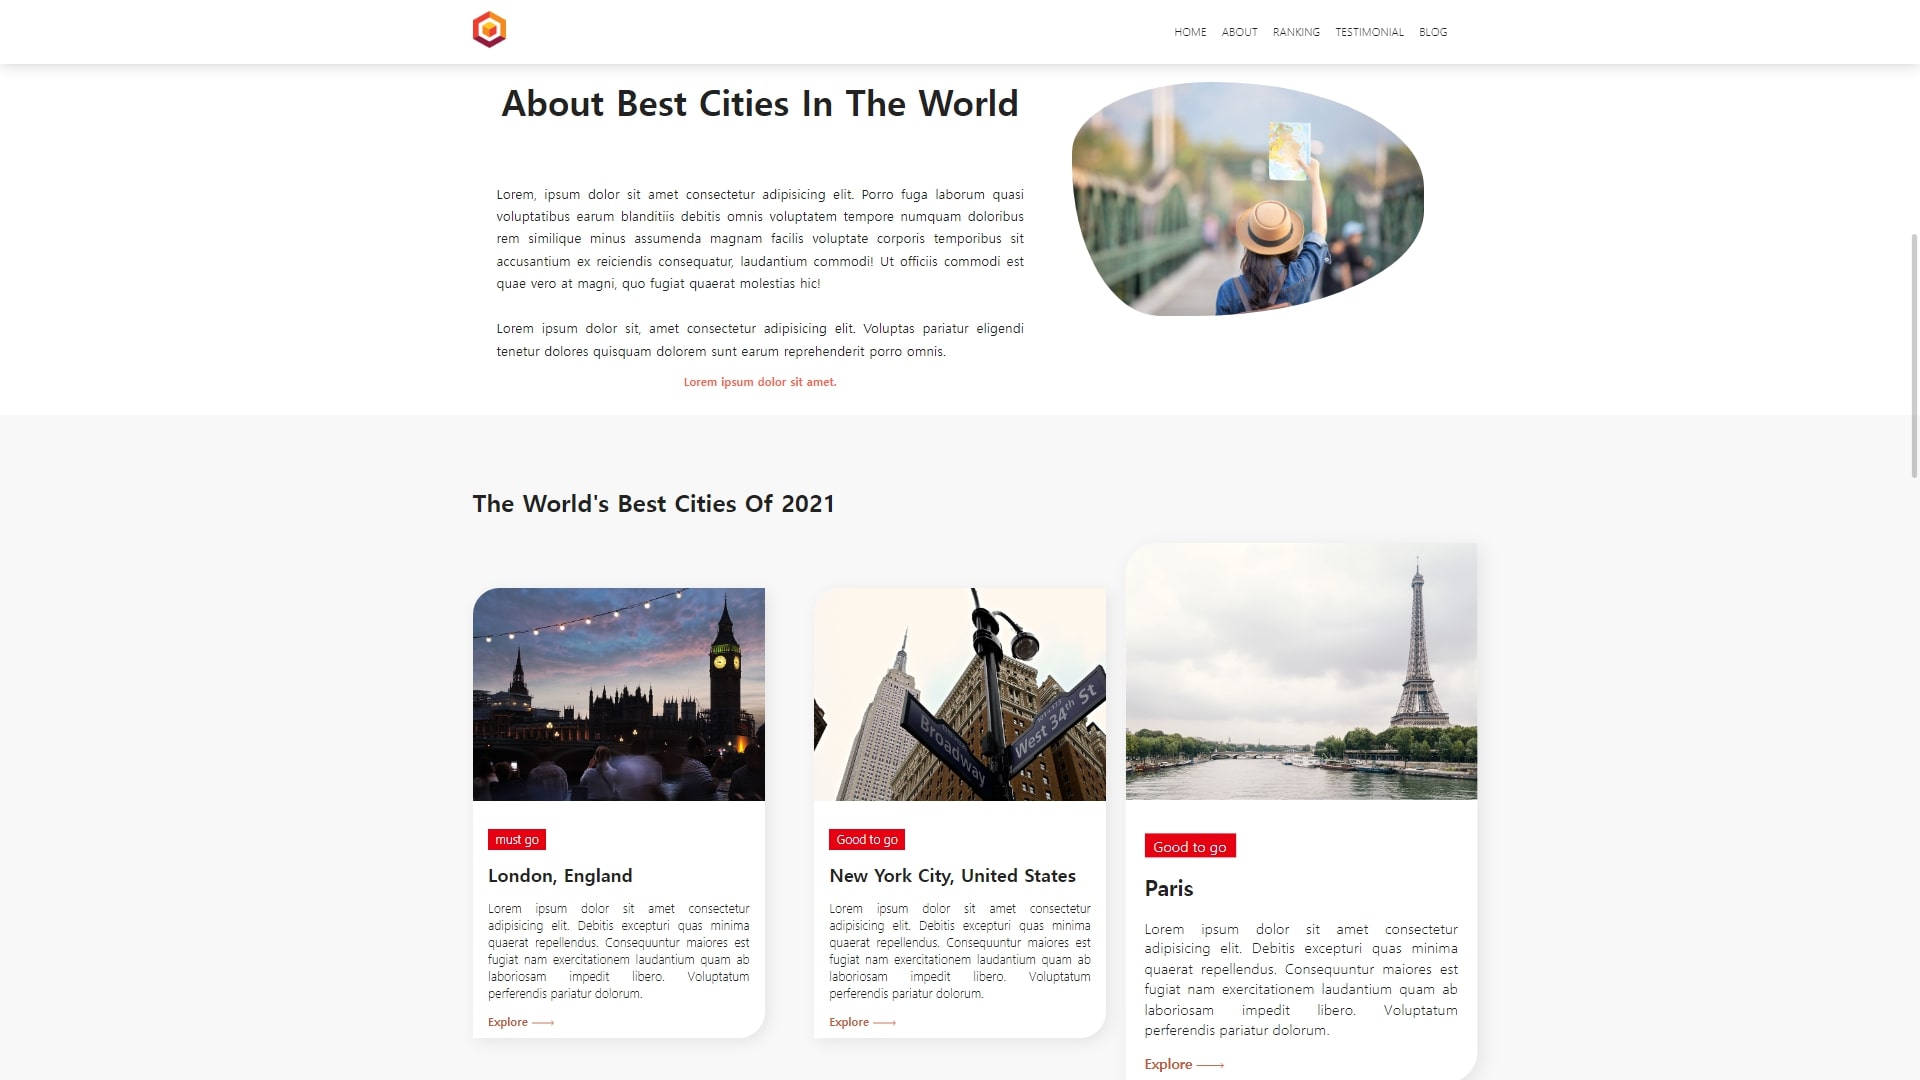 HOME ABOUT RANKING TESTIMONIAL BLOG
About Best Cities In The World
Lorem, ipsum dolor sit amet consectetur adipisicing elit. Porro fuga laborum quasi
voluptatibus earum blanditiis debitis omnis voluptatem tempore numquam doloribus
rem similique minus assumenda magnam facilis voluptate corporis temporibus sit
accusantium ex reiciendis consequatur, laudantium commodi! Ut officiis commodi est
quae vero at magni, quo fugiat quaerat molestias hic!
Lorem ipsum dolor sit, amet consectetur adipisicing elit. Voluptas pariatur eligendi
tenetur dolores quisquam dolorem sunt earum reprehenderit porro omnis.
Lorem ipsum dolor sit amet.
The World's Best Cities Of 2021
must go
London, England
Lorem ipsum dolor sit amet consectetur
adipisicing elit. Debitis excepturi quas minima
quaerat repellendus. Consequuntur maiores est
fugiat nam exercitationem laudantium quam ab
laboriosam impedit libero. Voluptatum
perferendis pariatur dolorum.
Explore
Broadway
West 34th St
Good to go
New York City, United States
Lorem ipsum dolor sit amet consectetur
adipisicing elit. Debitis excepturi quas minima
quaerat repellendus. Consequuntur maiores est
fugiat nam exercitationem laudantium quam ab
laboriosam impedit libero. Voluptatum
perferendis pariatur dolorum.
Explore
Good to go
Paris
Lorem ipsum dolor sit amet consectetur
adipisicing elit. Debitis excepturi quas minima
quaerat repellendus. Consequuntur maiores est
fugiat nam exercitationem laudantium quam ab
laboriosam impedit libero. Voluptatum
perferendis pariatur dolorum.
Explore